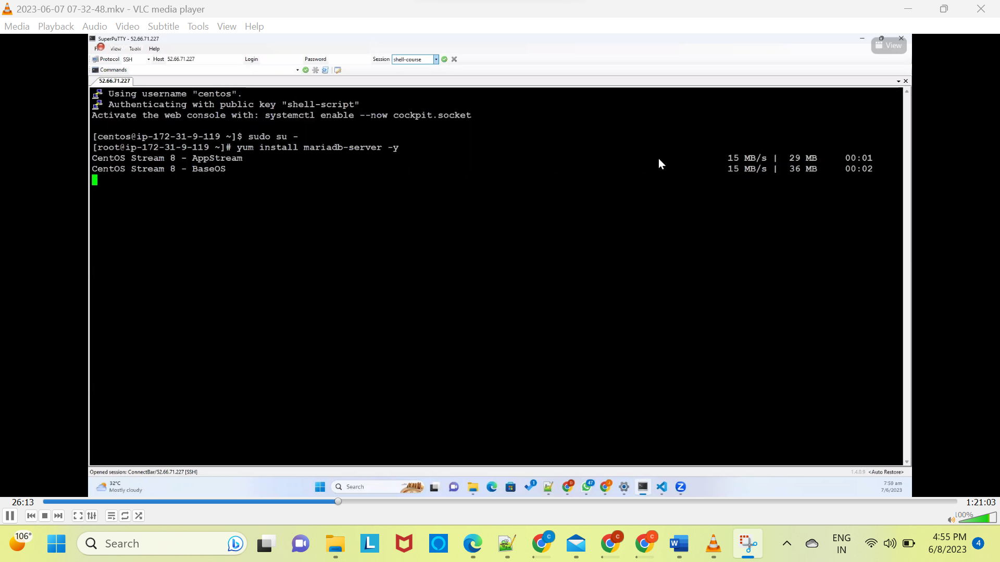 2023-06-07 07-32-48.mkv - VLC media player
Media Playback Audio Video Subtitle Tools View Help
SuperPuTTY - 52.66.71.227
View Tools Help
View
Protocol SSH Host 52.66.71.227 Login Password Session shell-course
Commands
52.66.71.227
Using username "centos".
Authenticating with public key "shell-script"
Activate the web console with: systemctl enable --now cockpit.socket
[centos@ip-172-31-9-119 ~]$ sudo su -
[root@ip-172-31-9-119 ~]# yum install mariadb-server -y
CentOS Stream 8 - AppStream 15 MB/s | 29 MB 00:01
CentOS Stream 8 - BaseOS 15 MB/s | 36 MB 00:02
Opened session: ConnectBar/52.66.71.227 [SSH] 1.4.0.9 <Auto Restore>
32°C
Mostly cloudy
Search
1
D
47
J
7:59 am
7/6/2023
26:13 1:21:03
100%
106°
Search
L
C
C
C
W
ENG
IN
4:55 PM
6/8/2023
4